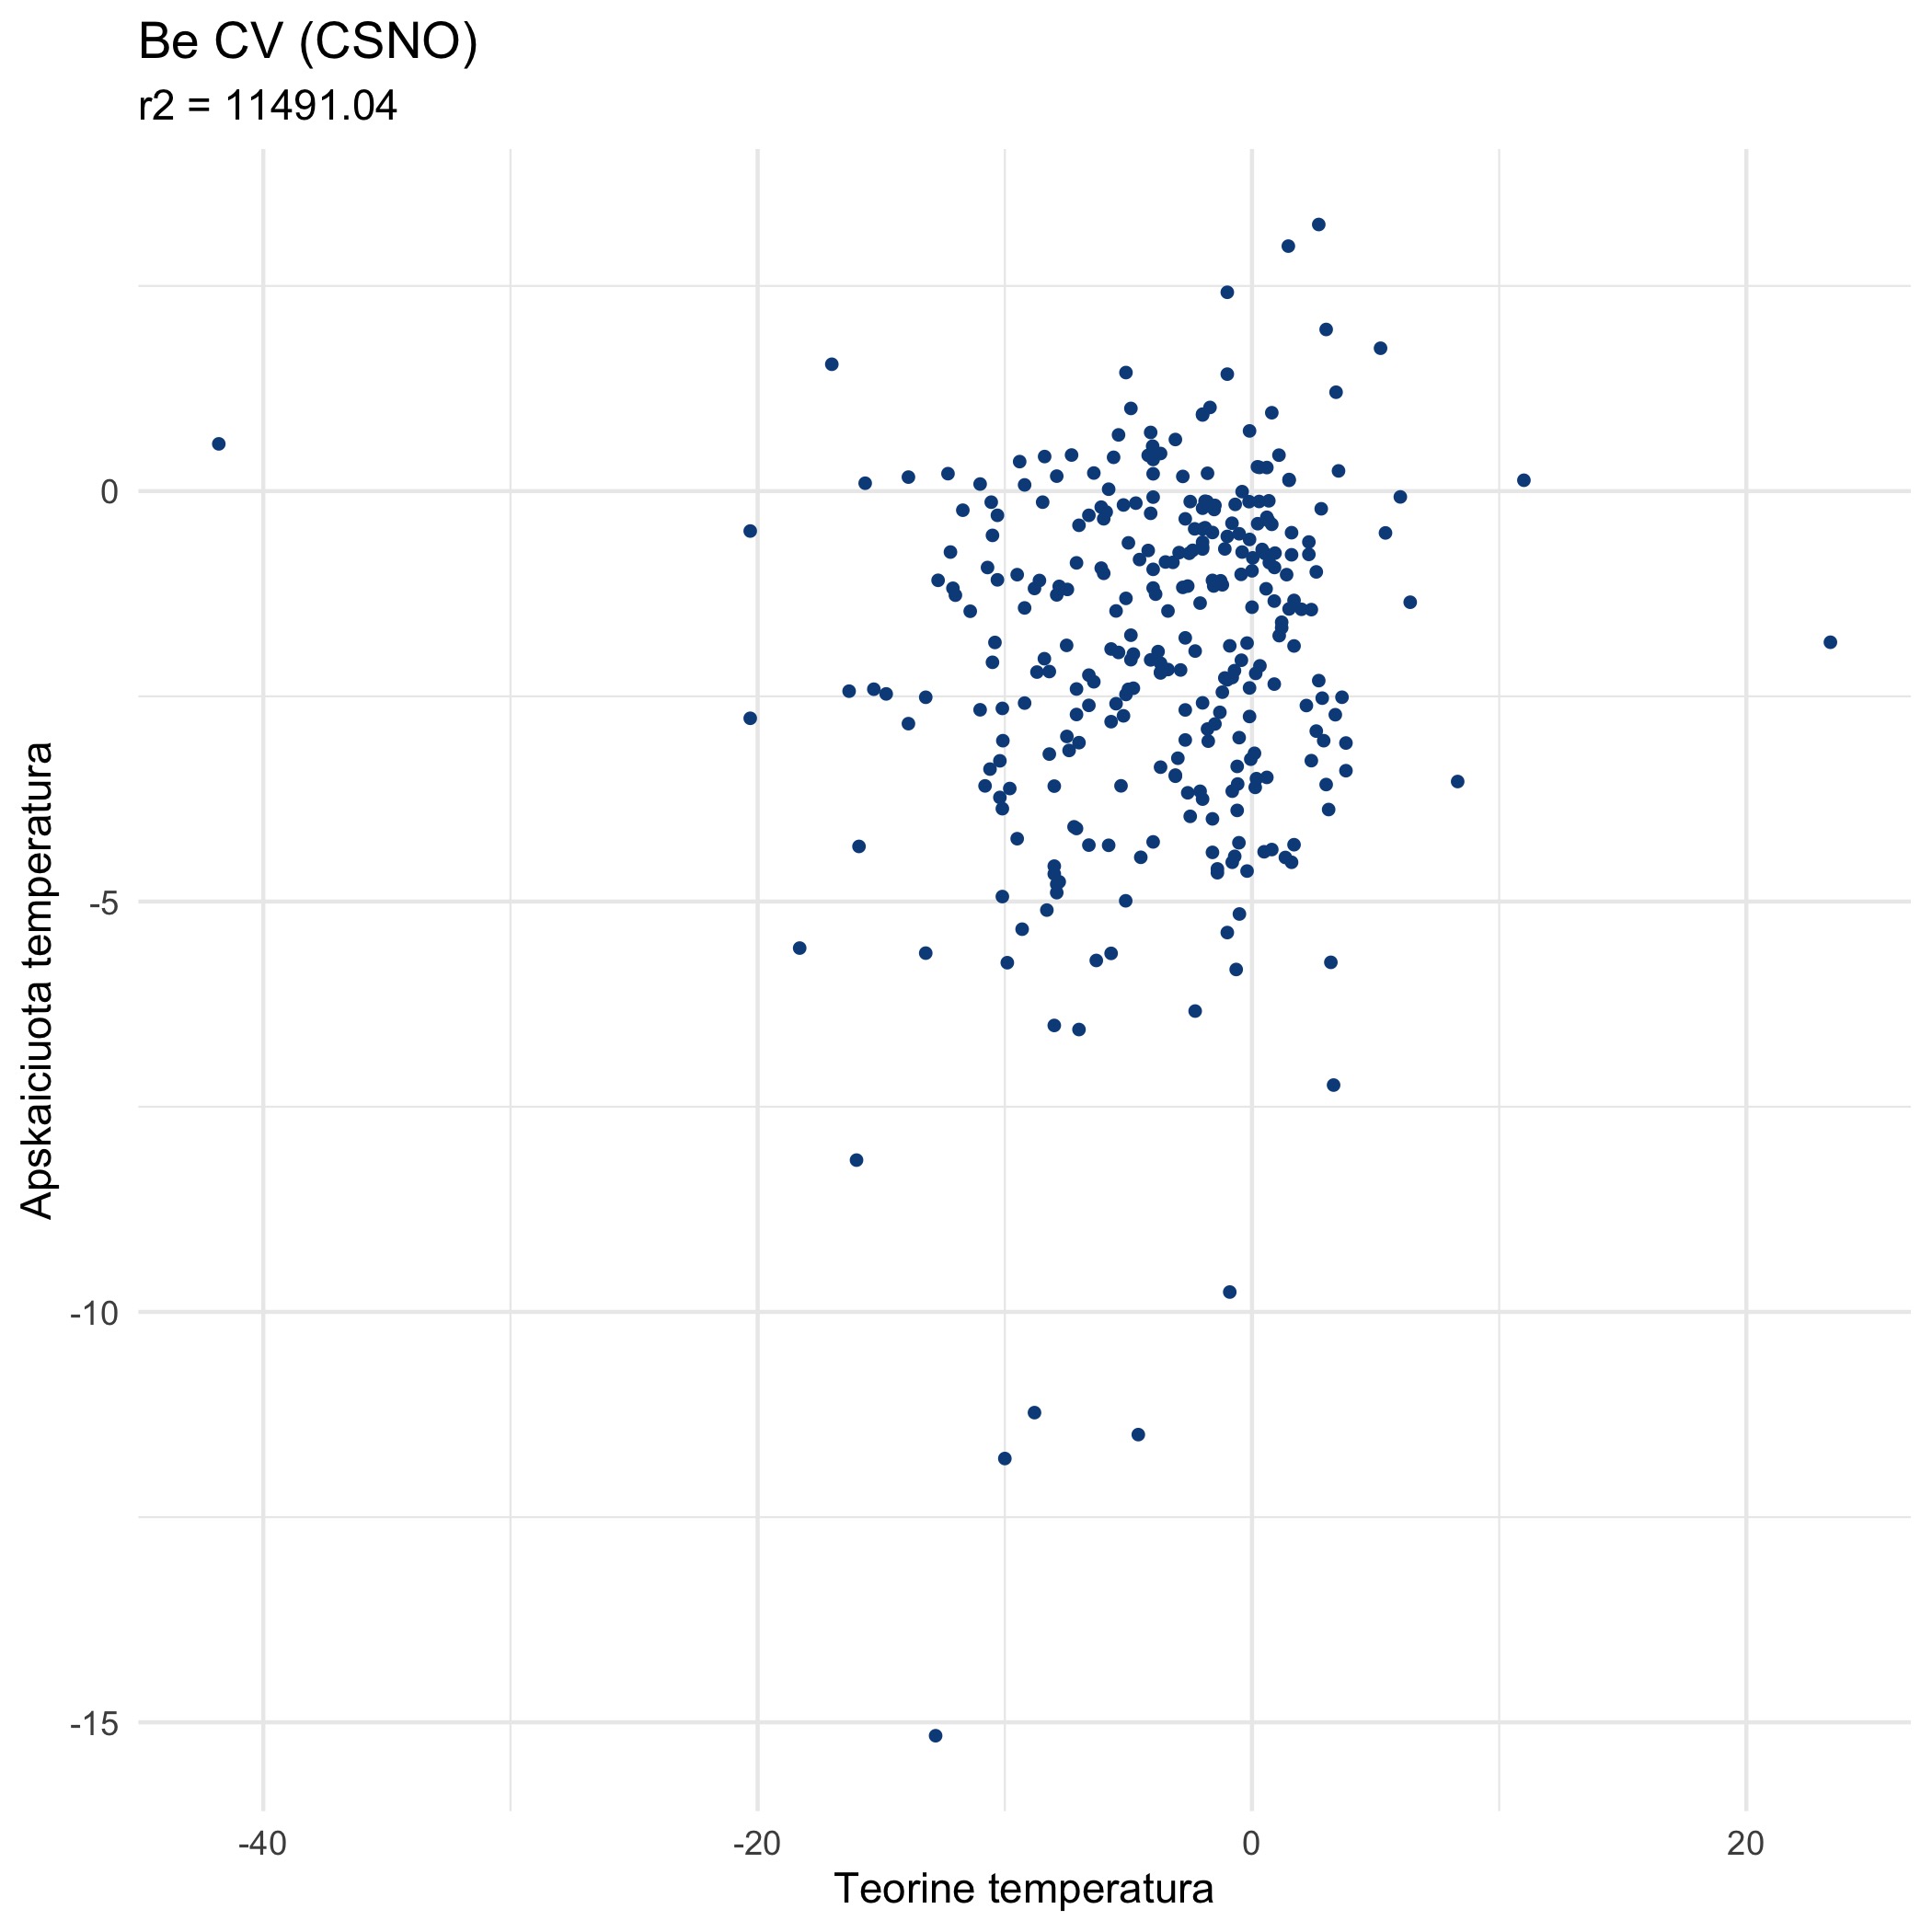 Be CV (CSNO)
r2 = 11491.04
Apskaiciuota temperatura
0
-5
-10
-15
-40
-20
0
20
Teorine temperatura